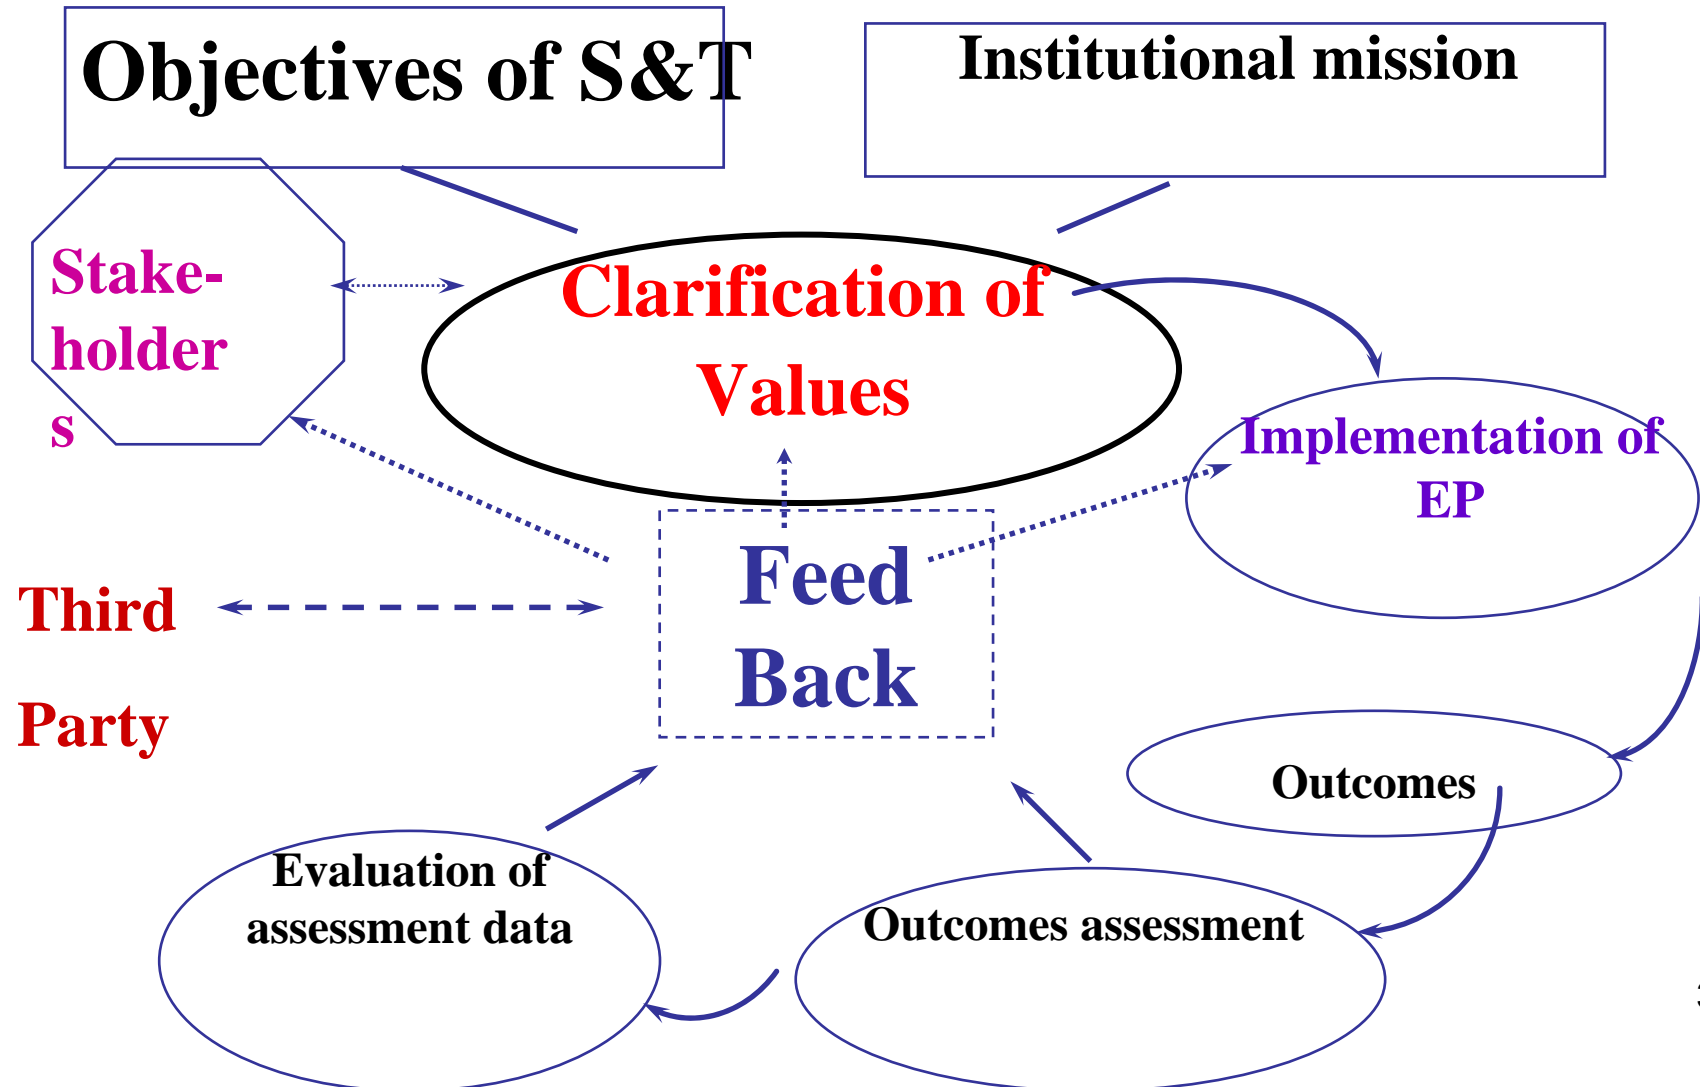 Objectives of S&T
Institutional mission
Stake-
holder
s
Clarification of
Values
Implementation of
EP
Feed
Back
Third
Party
Outcomes
Evaluation of
assessment data
Outcomes assessment